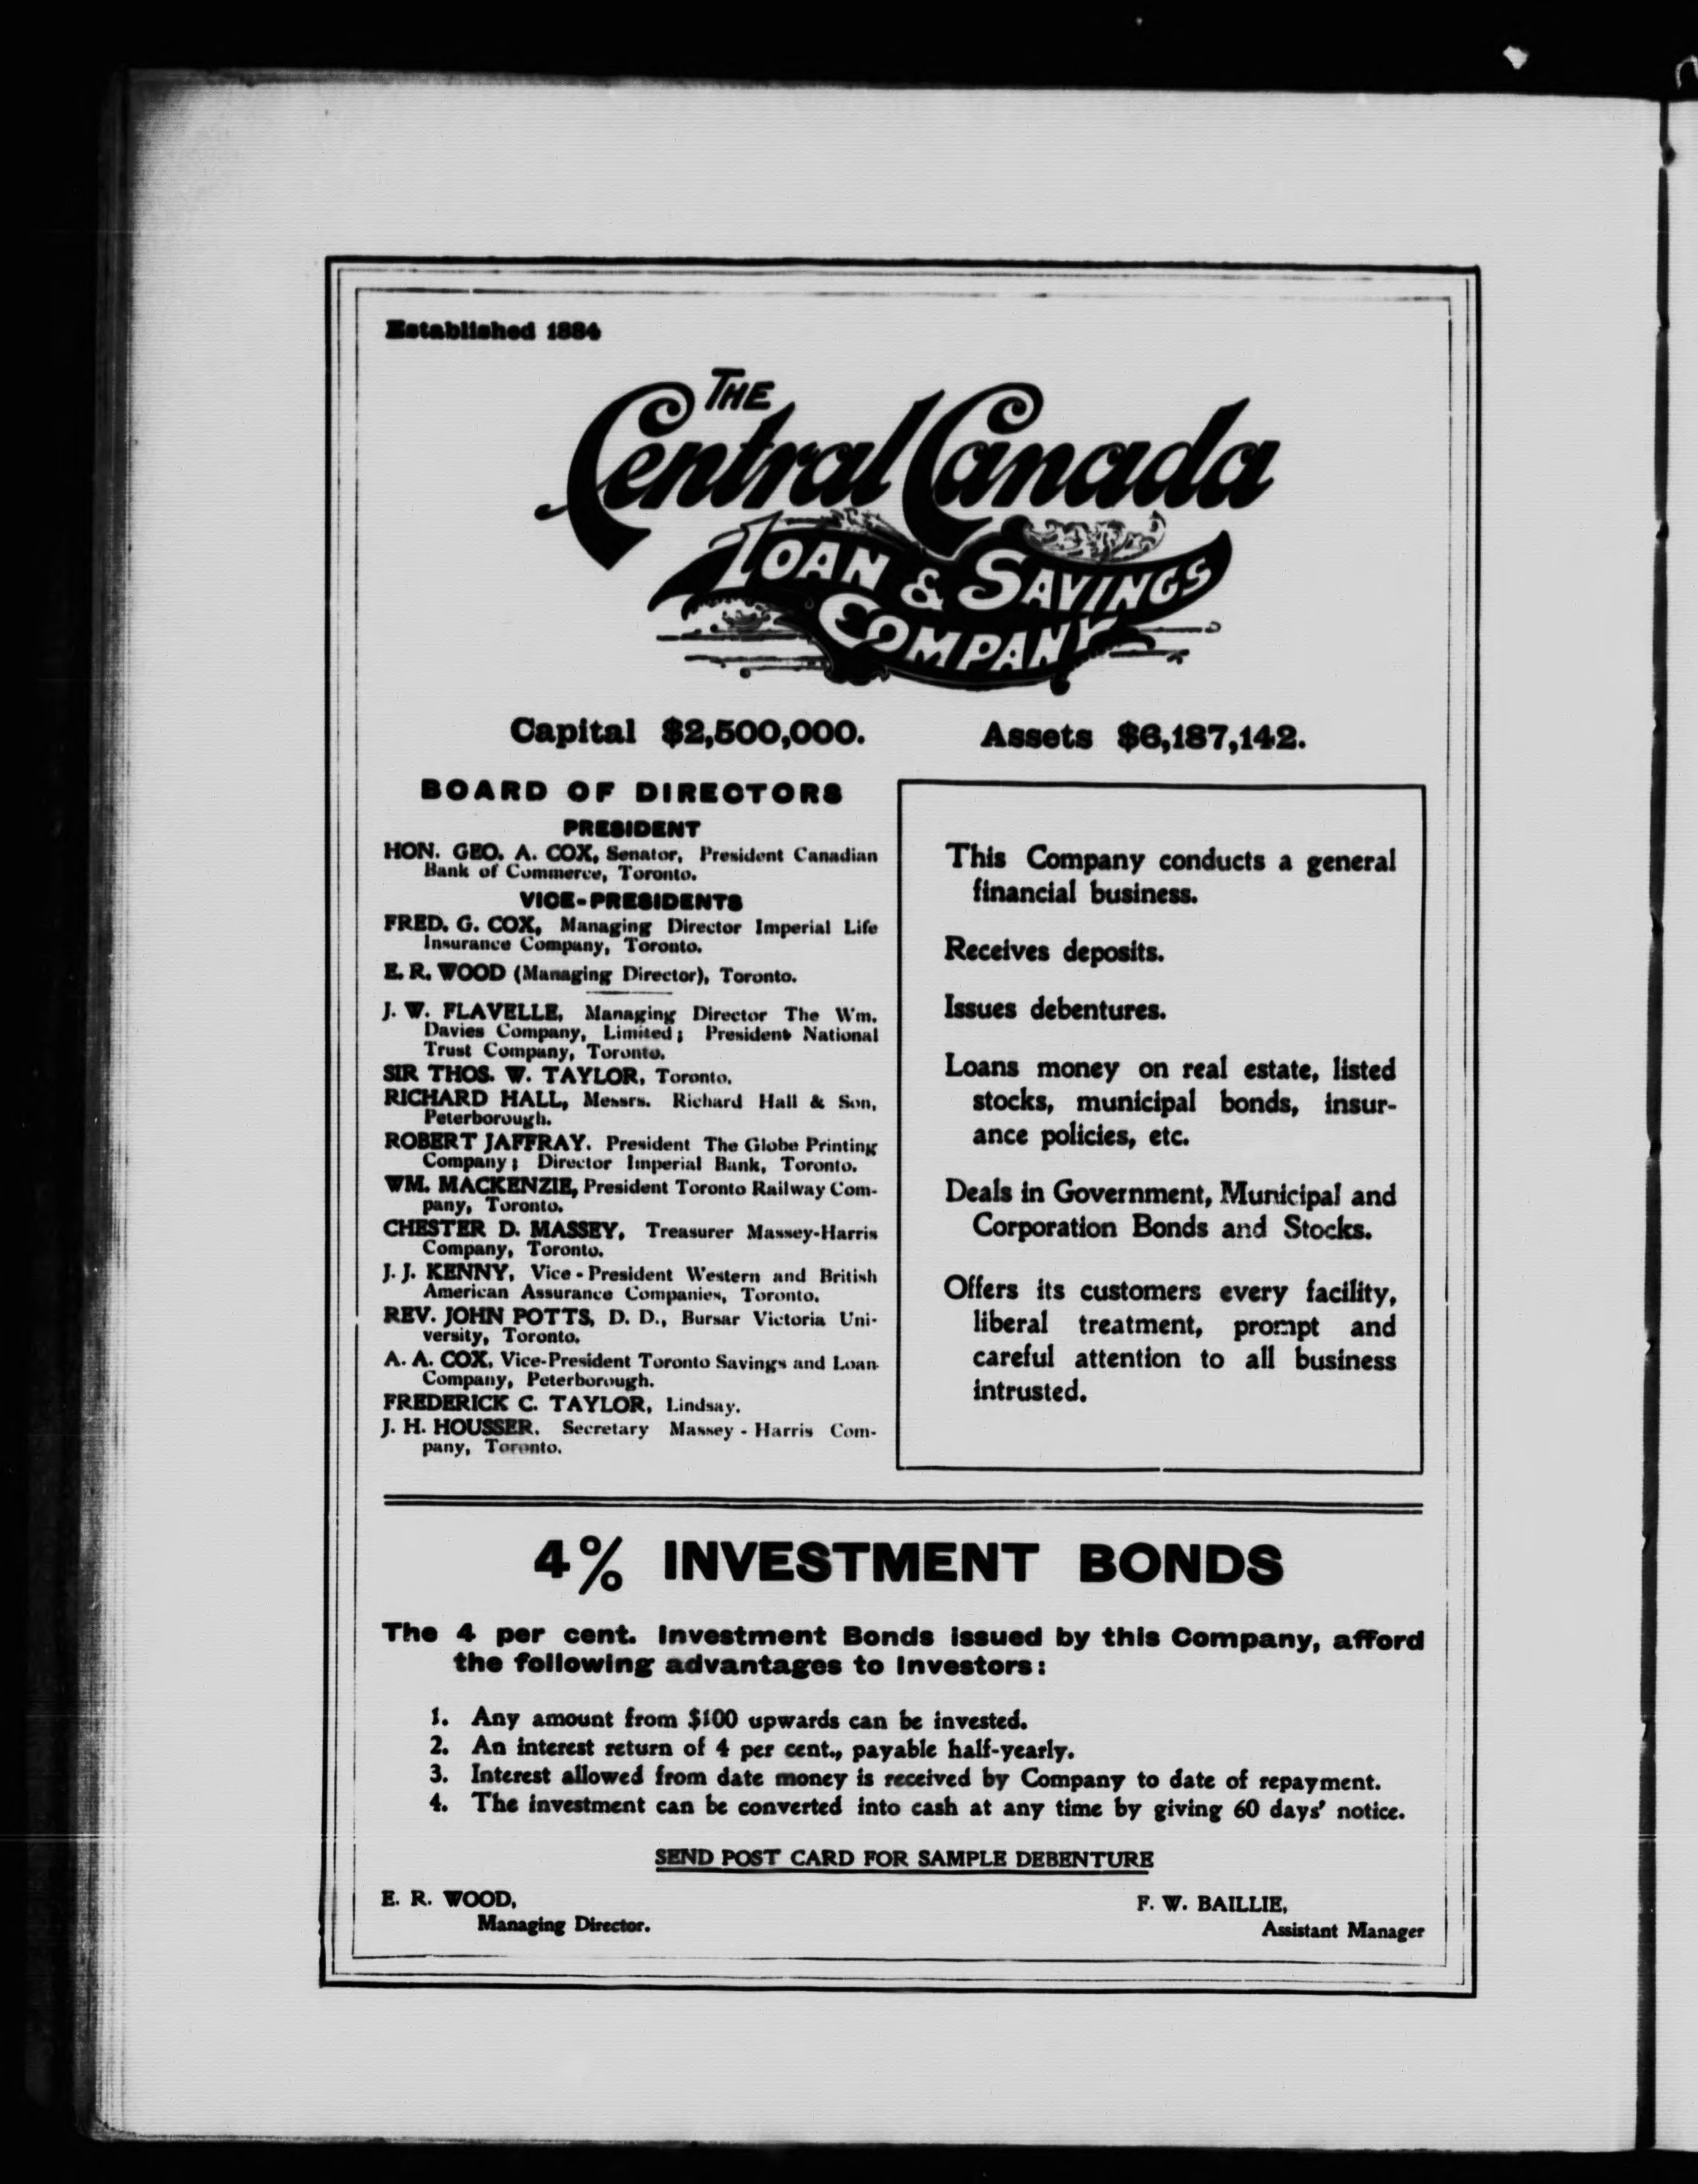 Established 1884
THE
Central Canada
LOAN & SAVINGS
COMPANY
Capital $2,500,000. Assets $6,187,142.
BOARD OF DIRECTORS
PRESIDENT
HON. GEO. A. COX, Senator, President Canadian
Bank of Commerce, Toronto.
VICE-PRESIDENTS
FRED. G. COX, Managing Director Imperial Life
Insurance Company, Toronto.
E. R. WOOD (Managing Director), Toronto.
J. W. FLAVELLE, Managing Director The Wm.
Davies Company, Limited; President National
Trust Company, Toronto.
SIR THOS. W. TAYLOR, Toronto.
RICHARD HALL, Messrs. Richard Hall & Son,
Peterborough.
ROBERT JAFFRAY. President The Globe Printing
Company; Director Imperial Bank, Toronto.
WM. MACKENZIE, President Toronto Railway Com-
pany, Toronto.
CHESTER D. MASSEY, Treasurer Massey-Harris
Company, Toronto.
J. J. KENNY, Vice-President Western and British
American Assurance Companies, Toronto.
REV. JOHN POTTS, D. D., Bursar Victoria Uni-
versity, Toronto.
A. A. COX, Vice-President Toronto Savings and Loan
Company, Peterborough.
FREDERICK C. TAYLOR, Lindsay.
J. H. HOUSSER. Secretary Massey-Harris Com-
pany, Toronto.
This Company conducts a general
financial business.
Receives deposits.
Issues debentures.
Loans money on real estate, listed
stocks, municipal bonds, insur-
ance policies, etc.
Deals in Government, Municipal and
Corporation Bonds and Stocks.
Offers its customers every facility,
liberal treatment, prompt and
careful attention to all business
intrusted.
4% INVESTMENT BONDS
The 4 per cent. Investment Bonds issued by this Company, afford
the following advantages to Investors:
1. Any amount from $100 upwards can be invested.
2. An interest return of 4 per cent., payable half-yearly.
3. Interest allowed from date money is received by Company to date of repayment.
4. The investment can be converted into cash at any time by giving 60 days' notice.
SEND POST CARD FOR SAMPLE DEBENTURE
E. R. WOOD,
Managing Director.
F. W. BAILLIE,
Assistant Manager